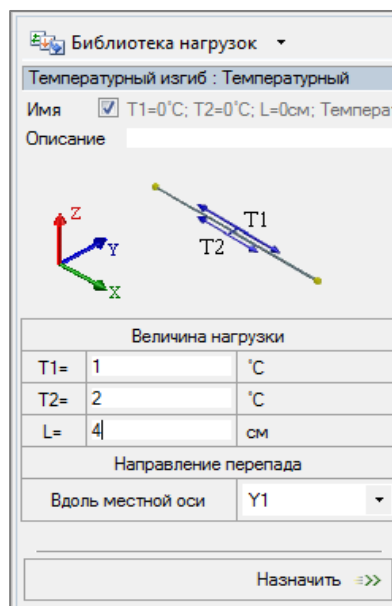 Библиотека нагрузок
Температурный изгиб : Температурный
Имя T1=0°C; T2=0°C; L=0см; Темпера
Описание
Z
Y
X
T1
T2
Величина нагрузки
T1= 1 °C
T2= 2 °C
L= 4 см
Направление перепада
Вдоль местной оси Y1
Назначить